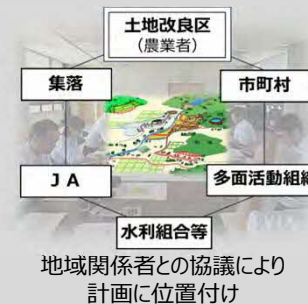 土地改良区
(農業者)
集落
市町村
JA
多面活動組織
水利組合等
地域関係者との協議により
計画に位置付け